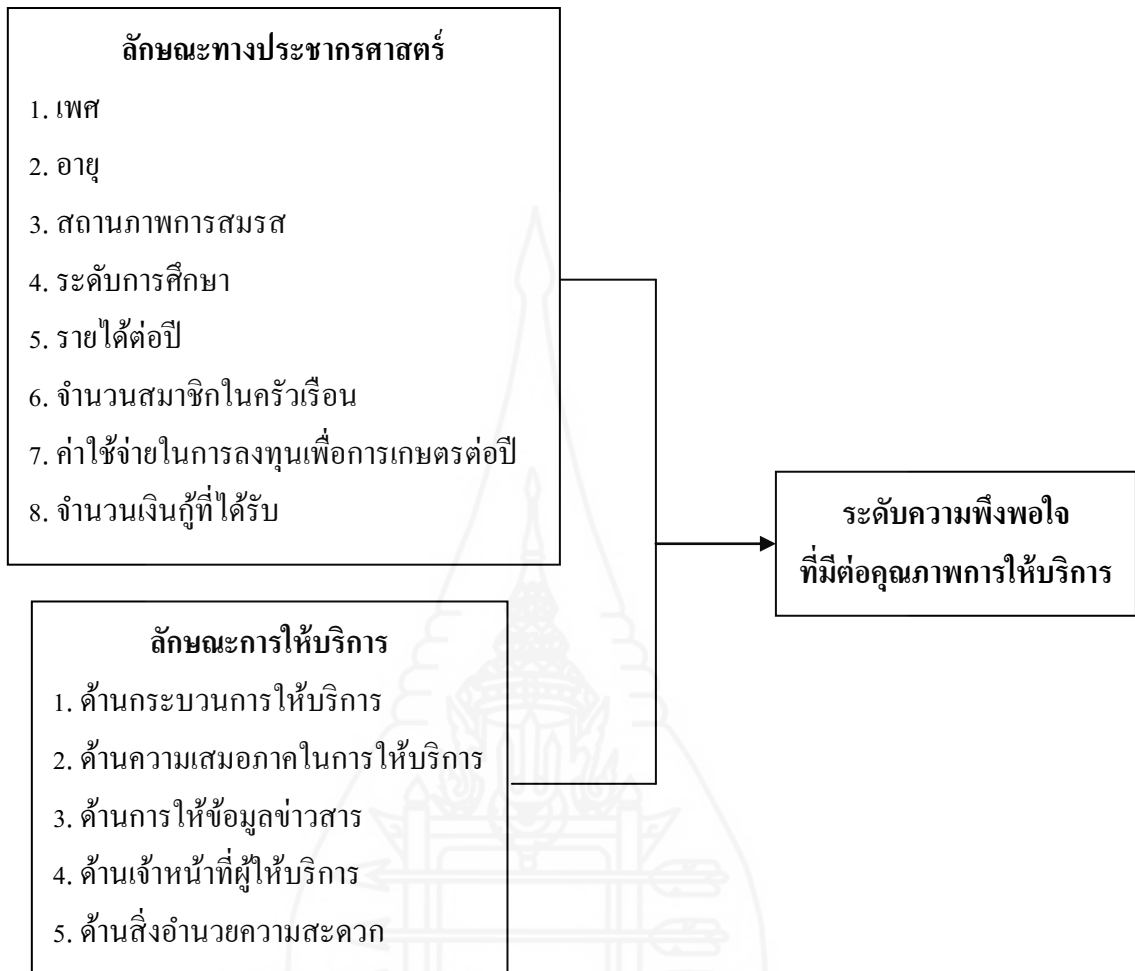 ลักษณะทางประชากรศาสตร์
1. เพศ
2. อายุ
3. สถานภาพการสมรส
4. ระดับการศึกษา
5. รายได้ต่อปี
6. จำนวนสมาชิกในครัวเรือน
7. ค่าใช้จ่ายในการลงทุนเพื่อการเกษตรต่อปี
8. จำนวนเงินกู้ที่ได้รับ
ระดับความพึงพอใจ
ที่มีต่อคุณภาพการให้บริการ
ลักษณะการให้บริการ
1. ด้านกระบวนการให้บริการ
2. ด้านความเสมอภาคในการให้บริการ
3. ด้านการให้ข้อมูลข่าวสาร
4. ด้านเจ้าหน้าที่ผู้ให้บริการ
5. ด้านสิ่งอำนวยความสะดวก